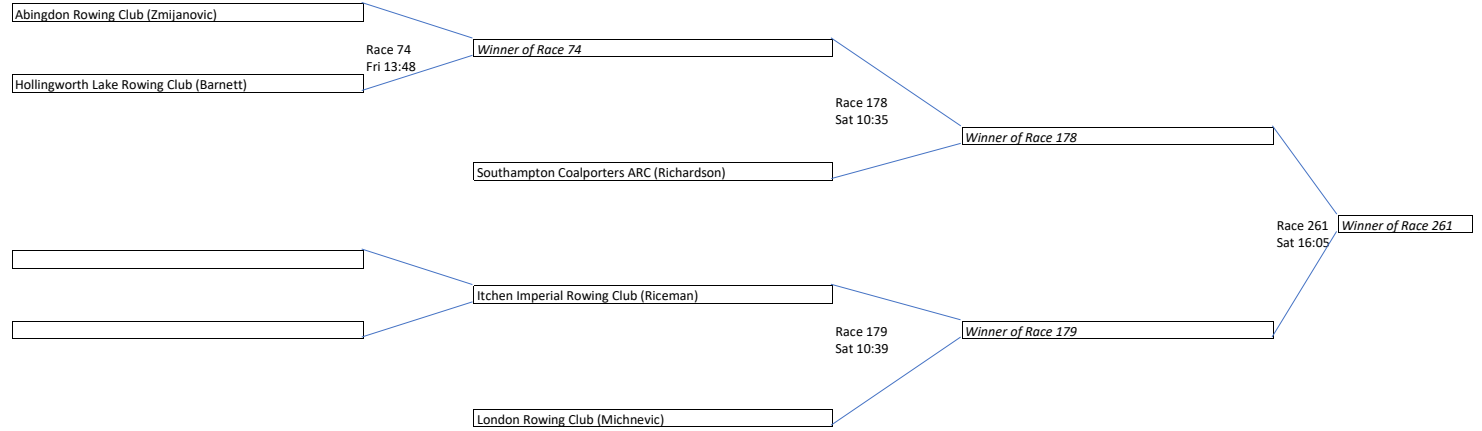 Abingdon Rowing Club (Zmijanovic)
Race 74
Fri 13:48
Winner of Race 74
Hollingworth Lake Rowing Club (Barnett)
Race 178
Sat 10:35
Winner of Race 178
Southampton Coalporters ARC (Richardson)
Race 261
Sat 16:05
Winner of Race 261
Itchen Imperial Rowing Club (Riceman)
Race 179
Sat 10:39
Winner of Race 179
London Rowing Club (Michnevic)